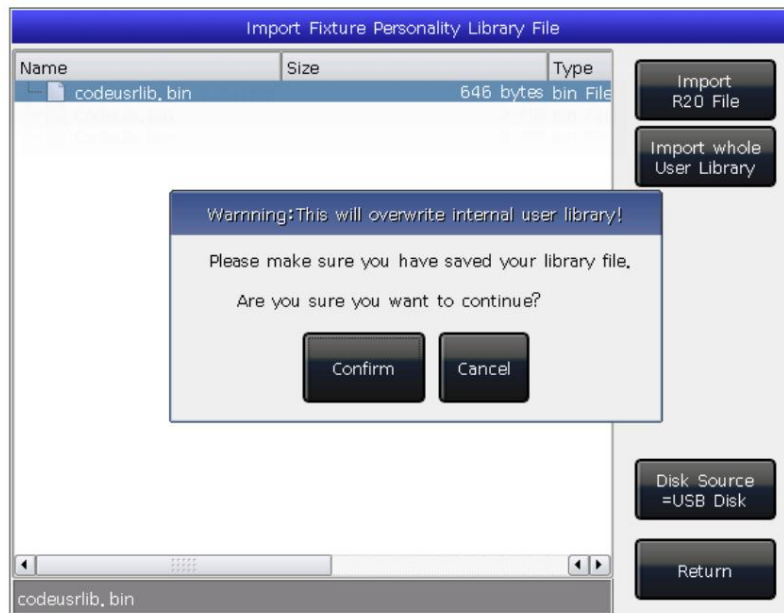 Import Fixture Personality Library File
Name Size Type
codeusrlib.bin 646 bytes bin File
Import
R20 File
Import whole
User Library
Warnning:This will overwrite internal user library!
Please make sure you have saved your library file.
Are you sure you want to continue?
Confirm Cancel
Disk Source
=USB Disk
Return
codeusrlib.bin